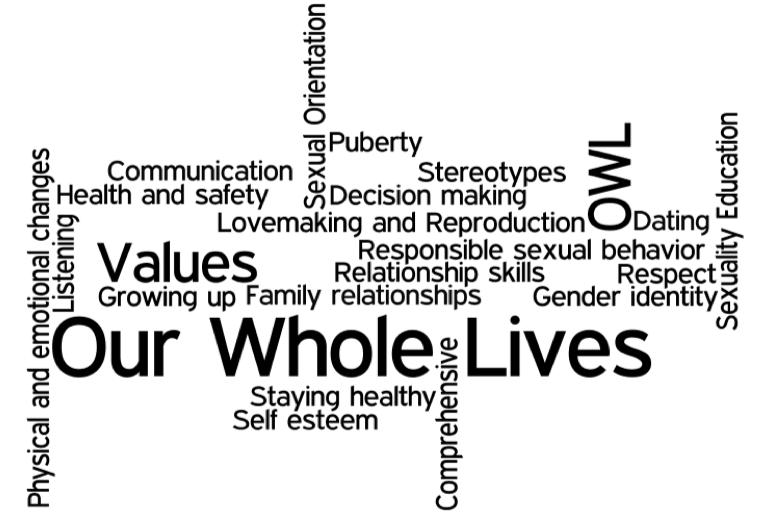 Sexual Orientation
Puberty
OWL
Communication
Stereotypes
Sexuality Education
Health and safety
Decision making
Physical and emotional changes
Listening
Lovemaking and Reproduction
Dating
Values
Responsible sexual behavior
Relationship skills
Respect
Growing up
Family relationships
Gender identity
Our Whole Lives
Comprehensive
Staying healthy
Self esteem